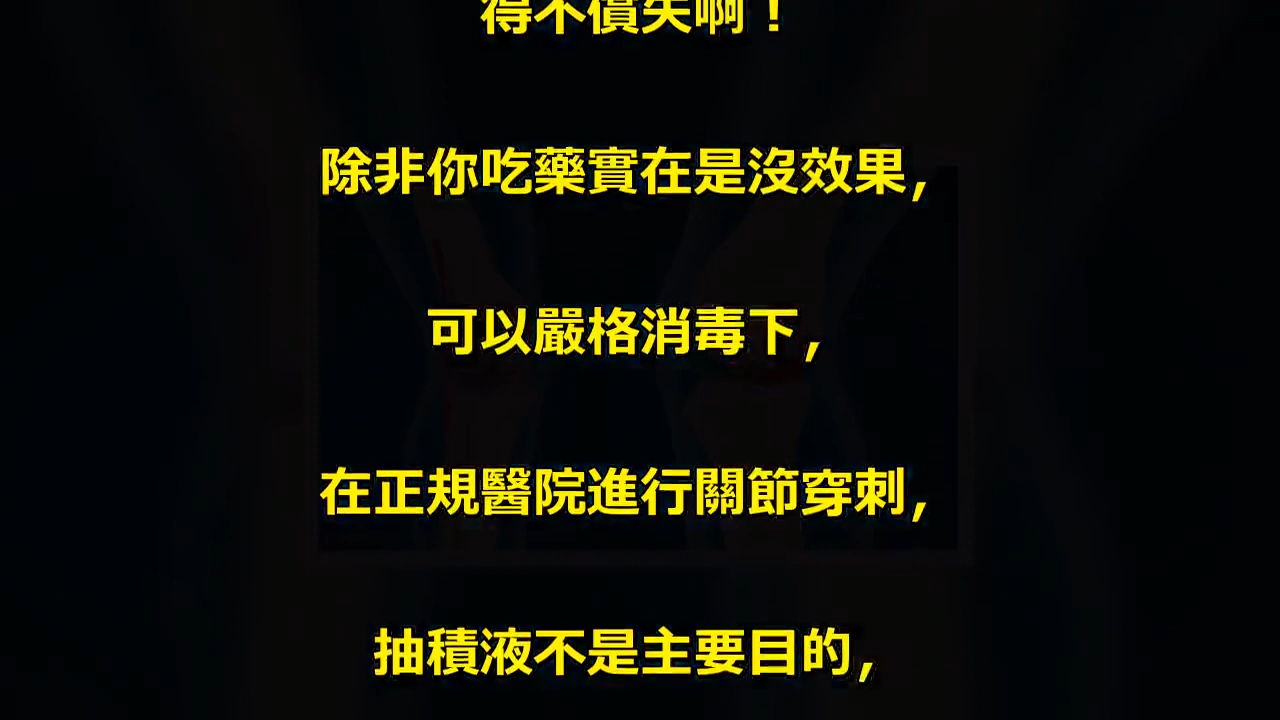 得不償失啊！
除非你吃藥實在是沒效果，
可以嚴格消毒下，
在正規醫院進行關節穿刺，
抽積液不是主要目的，